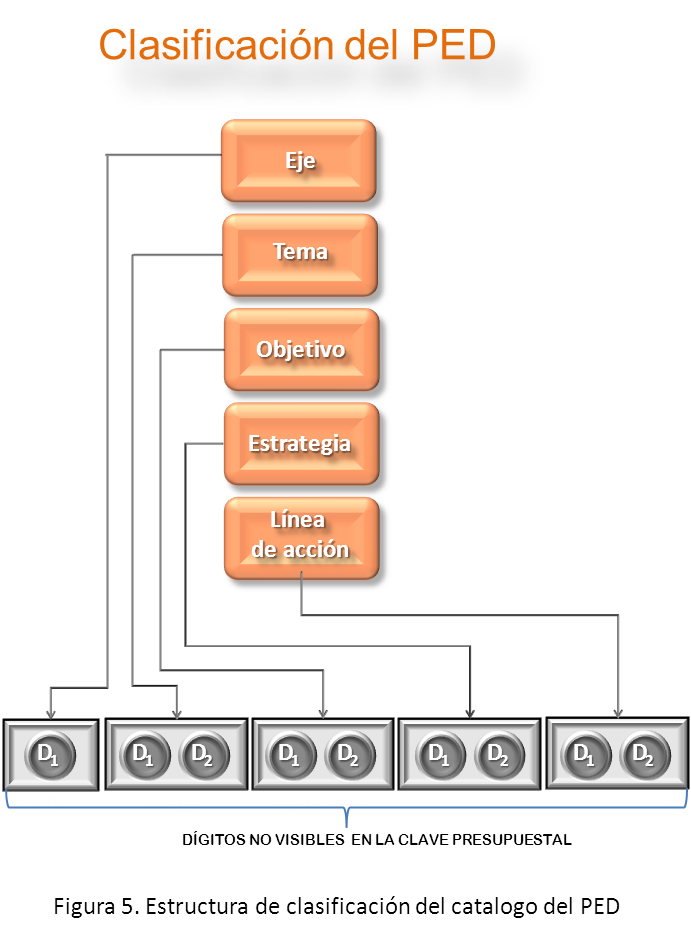 Clasificación del PED
Eje
Tema
Objetivo
Estrategia
Línea
de acción
D1
D1 D2
D1 D2
D1 D2
D1 D2
DÍGITOS NO VISIBLES EN LA CLAVE PRESUPUESTAL
Figura 5. Estructura de clasificación del catalogo del PED